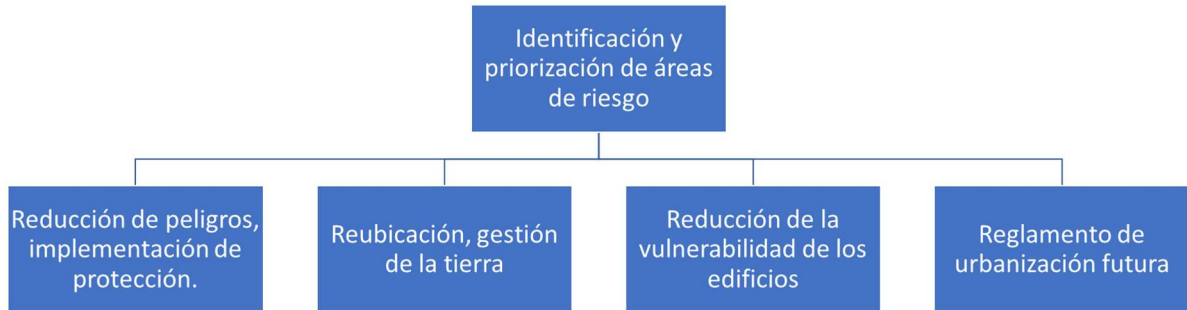 Identificación y
priorización de áreas
de riesgo
Reducción de peligros,
implementación de
protección.
Reubicación, gestión
de la tierra
Reducción de la
vulnerabilidad de los
edificios
Reglamento de
urbanización futura